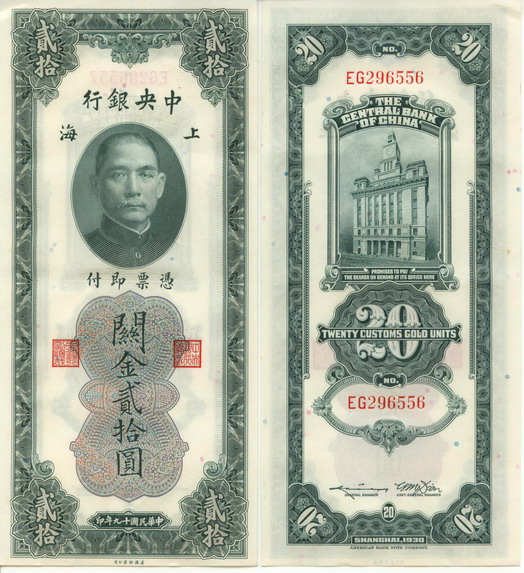 貳拾
貳拾
中央銀行
上海
憑票即付
關金貳拾圓
貳拾
貳拾
中華民國十九年印
20
20
NO.
EG296556
THE
CENTRAL BANK
OF CHINA
PROMISES TO PAY
THE BEARER ON DEMAND AT ITS OFFICE HERE
20
TWENTY CUSTOMS GOLD UNITS
NO.
EG296556
GENERAL MANAGER
ASST. GENERAL MANAGER
20
20
20
SHANGHAI, 1930
AMERICAN BANK NOTE COMPANY.